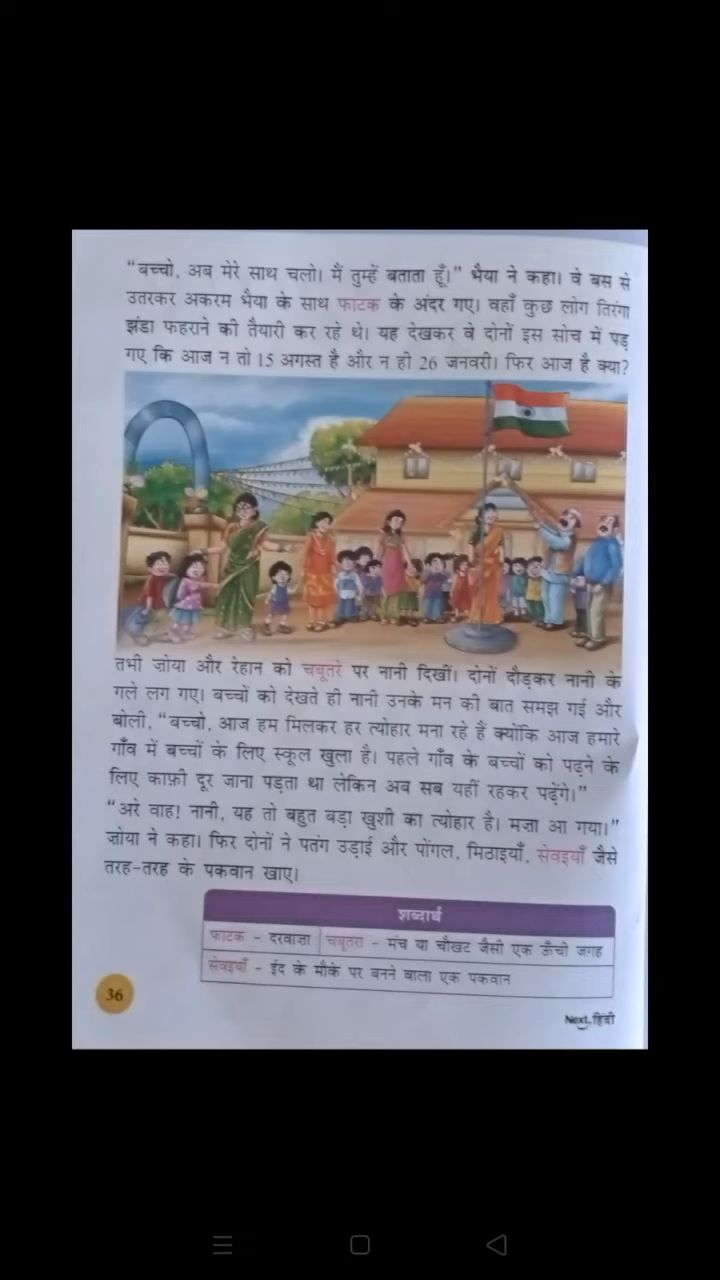 “बच्चो, अब मेरे साथ चलो। मैं तुम्हें बताता हूँ।” भैया ने कहा। वे बस से
उतरकर अकरम भैया के साथ फाटक के अंदर गए। वहाँ कुछ लोग तिरंगा
झंडा फहराने की तैयारी कर रहे थे। यह देखकर वे दोनों इस सोच में पड़
गए कि आज न तो 15 अगस्त है और न ही 26 जनवरी। फिर आज है क्या?
तभी ज़ोया और रेहान को चबूतरे पर नानी दिखीं। दोनों दौड़कर नानी के
गले लग गए। बच्चों को देखते ही नानी उनके मन की बात समझ गई और
बोली, “बच्चो, आज हम मिलकर हर त्योहार मना रहे हैं क्योंकि आज हमारे
गाँव में बच्चों के लिए स्कूल खुला है। पहले गाँव के बच्चों को पढ़ने के
लिए काफ़ी दूर जाना पड़ता था लेकिन अब सब यहीं रहकर पढ़ेंगे।”
“अरे वाह! नानी, यह तो बहुत बड़ा खुशी का त्योहार है। मज़ा आ गया।”
ज़ोया ने कहा। फिर दोनों ने पतंग उड़ाई और पोंगल, मिठाइयाँ, सेवइयाँ जैसे
तरह-तरह के पकवान खाए।
शब्दार्थ
फाटक – दरवाज़ा चबूतरा – मंच या चौखट जैसी एक ऊँची जगह
सेवइयाँ – ईद के मौके पर बनने वाला एक पकवान
36
Next हिंदी